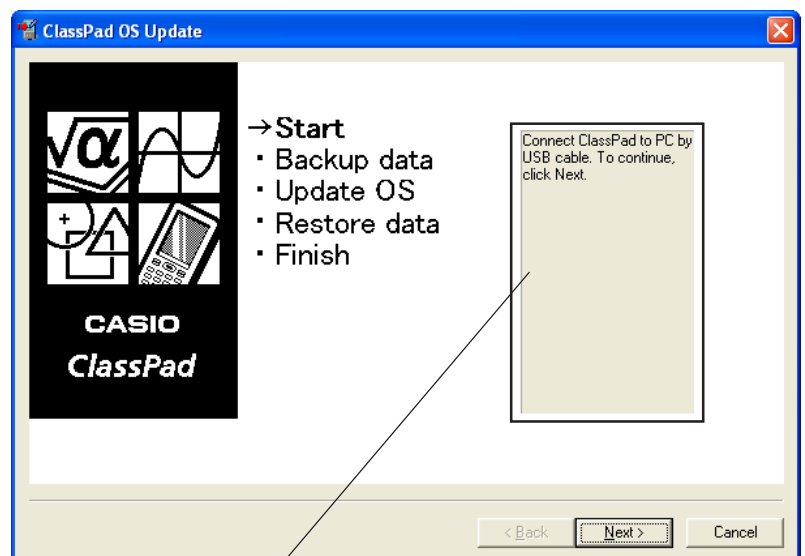 ClassPad OS Update
√α
+
CASIO
ClassPad
→Start
・Backup data
・Update OS
・Restore data
・Finish
Connect ClassPad to PC by
USB cable. To continue,
click Next.
< Back
Next >
Cancel